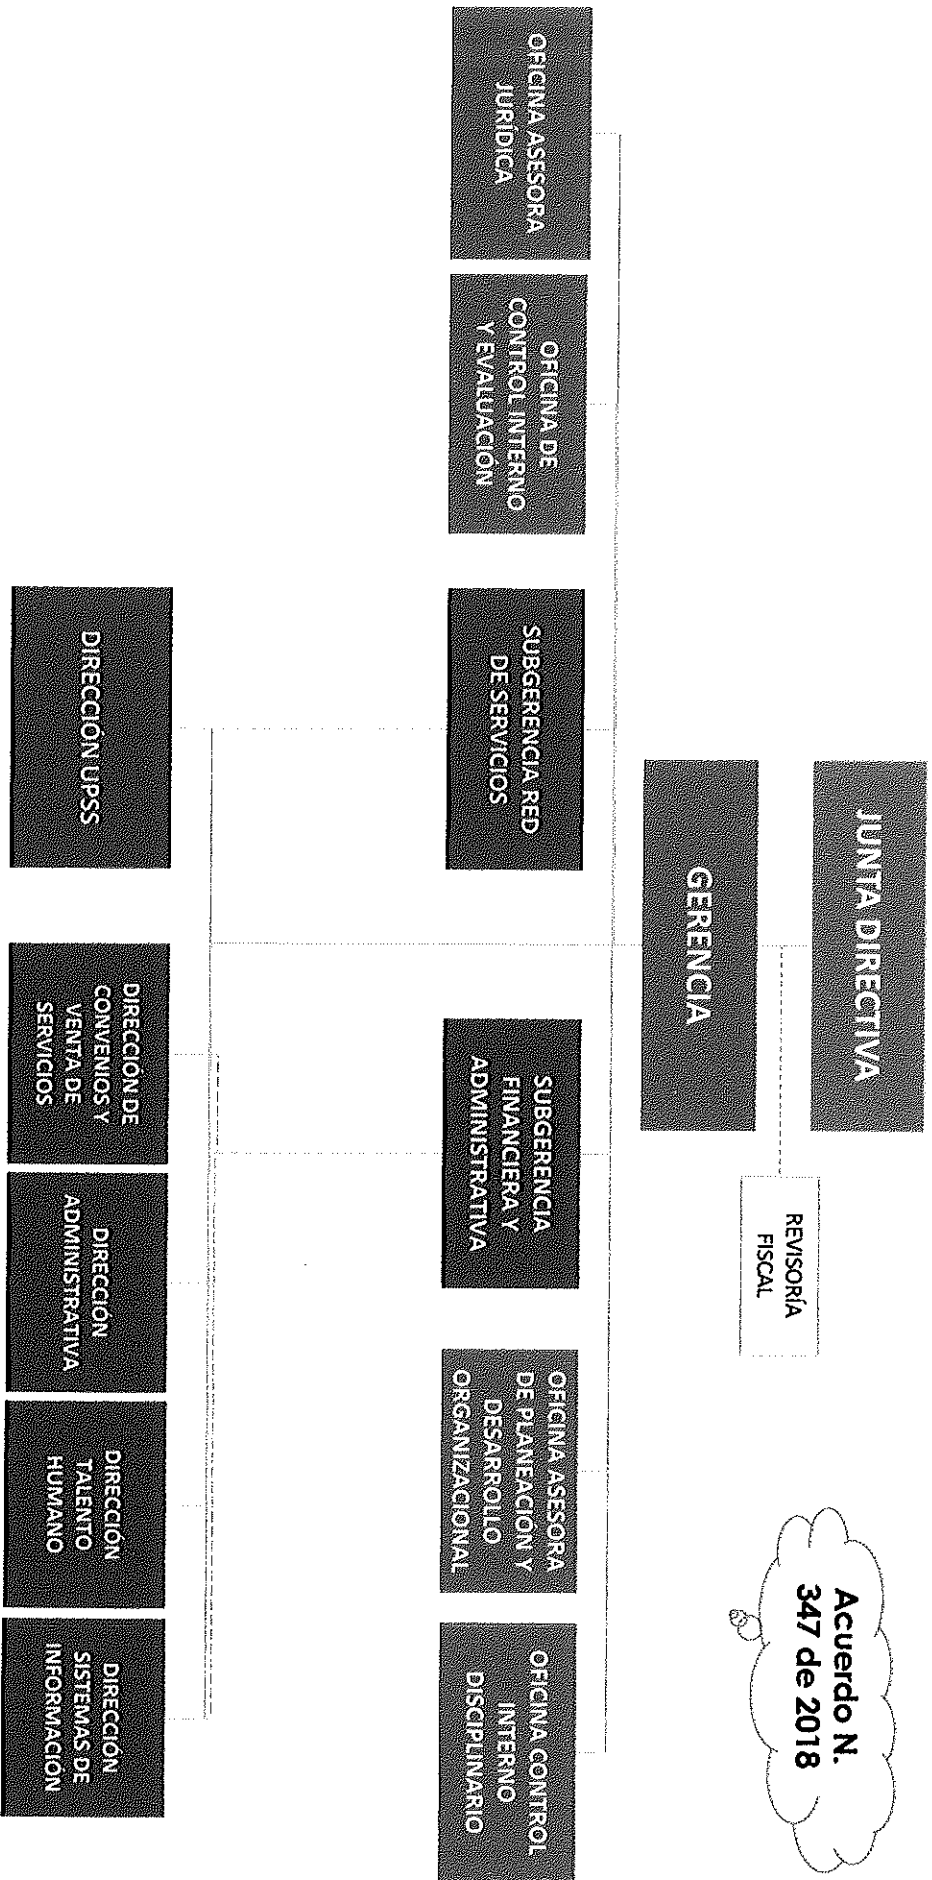 JUNTA DIRECTIVA
REVISORÍA
FISCAL
GERENCIA
Acuerdo N.
347 de 2018
OFICINA ASESORA
JURÍDICA
OFICINA DE
CONTROL INTERNO
Y EVALUACIÓN
SUBGERENCIA RED
DE SERVICIOS
SUBGERENCIA
FINANCIERA Y
ADMINISTRATIVA
OFICINA ASESORA
DE PLANEACIÓN Y
DESARROLLO
ORGANIZACIONAL
OFICINA CONTROL
INTERNO
DISCIPLINARIO
DIRECCIÓN UPSS
DIRECCIÓN DE
CONVENIOS Y
VENTA DE
SERVICIOS
DIRECCIÓN
ADMINISTRATIVA
DIRECCIÓN
TALENTO
HUMANO
DIRECCIÓN
SISTEMAS DE
INFORMACIÓN